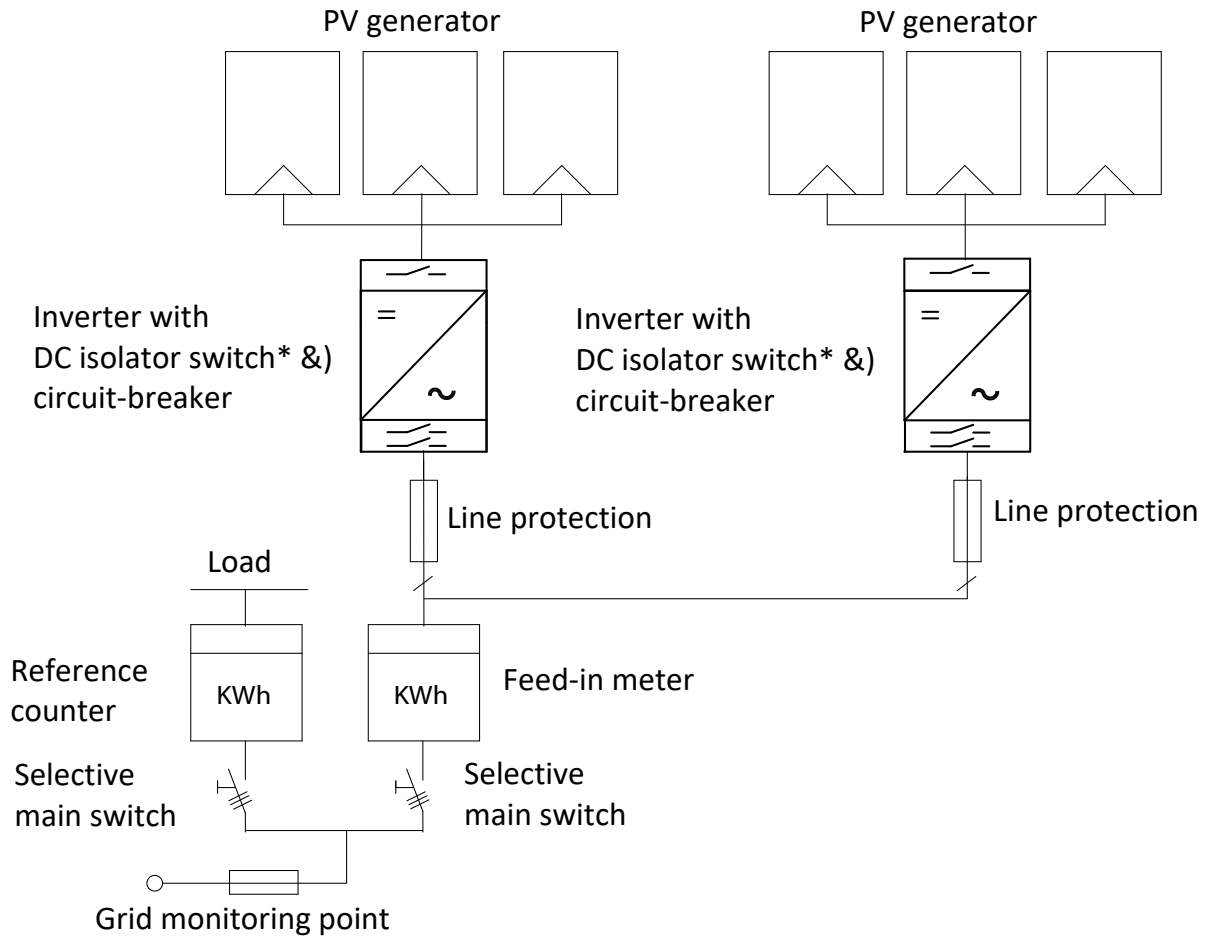 PV generator
PV generator
Inverter with
DC isolator switch* &)
circuit-breaker
Inverter with
DC isolator switch* &)
circuit-breaker
Line protection
Line protection
Load
Reference
counter
KWh
KWh
Feed-in meter
Selective
main switch
Selective
main switch
Grid monitoring point